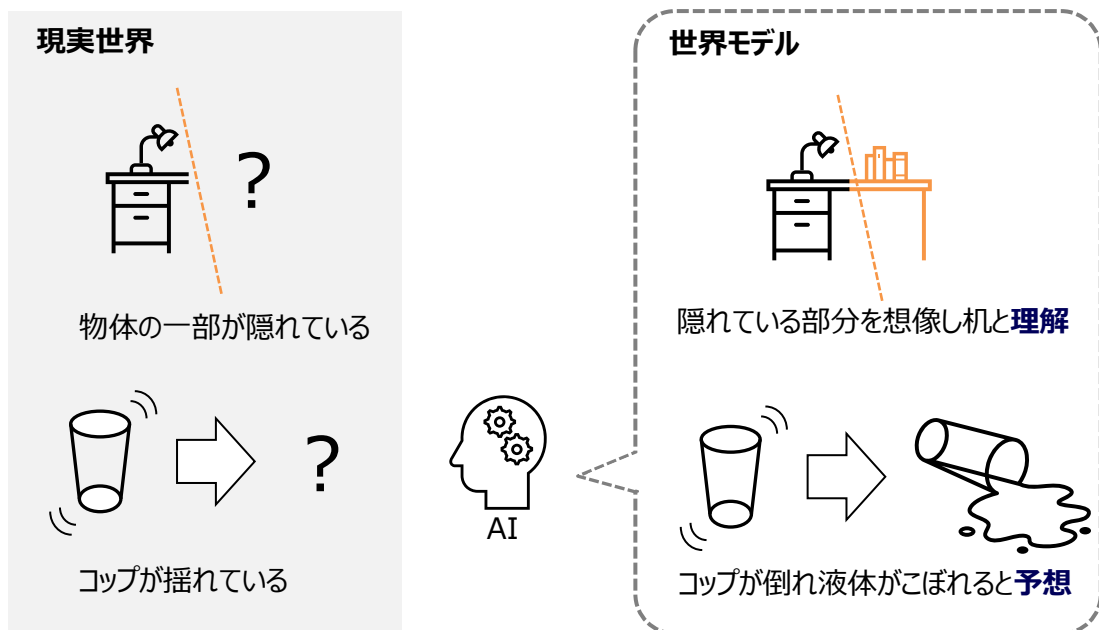 現実世界
?
物体の一部が隠れている
?
コップが揺れている
AI
世界モデル
隠れている部分を想像し机と理解
コップが倒れ液体がこぼれると予想